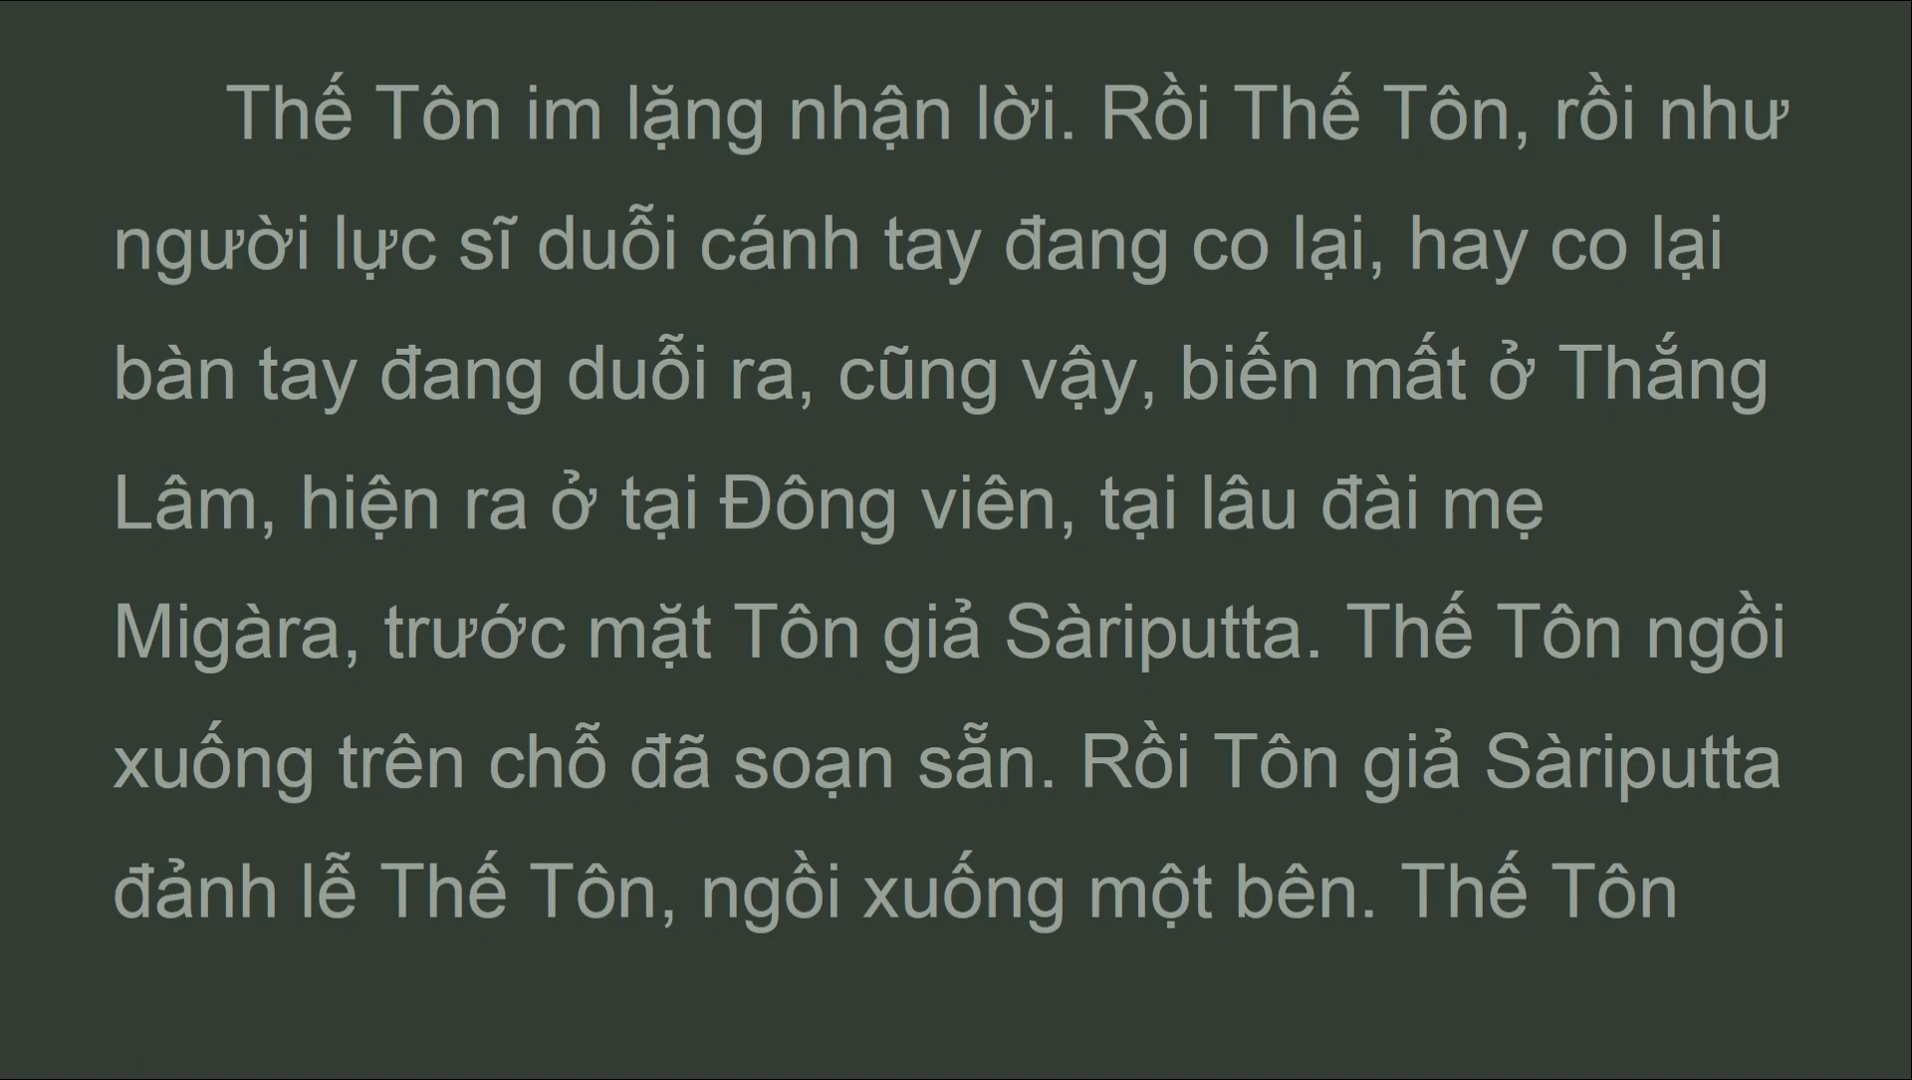 Thế Tôn im lặng nhận lời. Rồi Thế Tôn, rồi như
người lực sĩ duỗi cánh tay đang co lại, hay co lại
bàn tay đang duỗi ra, cũng vậy, biến mất ở Thắng
Lâm, hiện ra ở tại Đông viên, tại lâu đài mẹ
Migàra, trước mặt Tôn giả Sàriputta. Thế Tôn ngồi
xuống trên chỗ đã soạn sẵn. Rồi Tôn giả Sàriputta
đảnh lễ Thế Tôn, ngồi xuống một bên. Thế Tôn